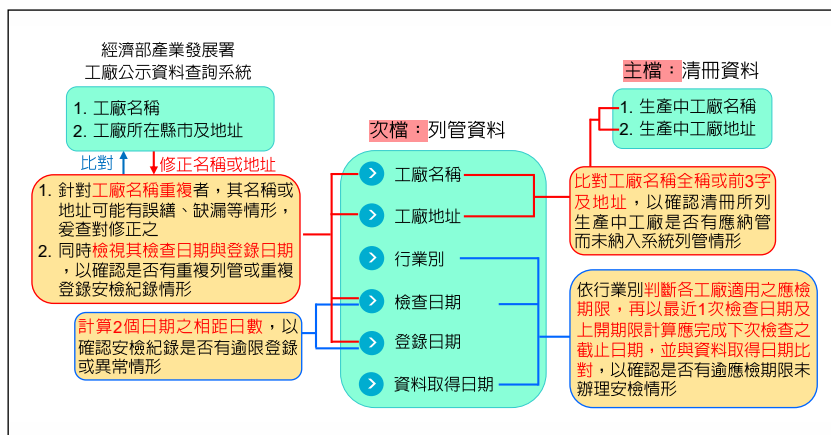 經濟部產業發展署
工廠公示資料查詢系統
1. 工廠名稱
2. 工廠所在縣市及地址
比對
修正名稱或地址
1. 針對工廠名稱重複者，其名稱或
地址可能有誤繕、缺漏等情形，
爰查對修正之
2. 同時檢視其檢查日期與登錄日期
，以確認是否有重複列管或重複
登錄安檢紀錄情形
計算2個日期之相距日數，以
確認安檢紀錄是否有逾限登錄
或異常情形
次檔：列管資料
工廠名稱
工廠地址
行業別
檢查日期
登錄日期
資料取得日期
主檔：清冊資料
1. 生產中工廠名稱
2. 生產中工廠地址
比對工廠名稱全稱或前3字
及地址，以確認清冊所列
生產中工廠是否有應納管
而未納入系統列管情形
依行業別判斷各工廠適用之應檢
期限，再以最近1次檢查日期及
上開期限計算應完成下次檢查之
截止日期，並與資料取得日期比
對，以確認是否有逾應檢期限未
辦理安檢情形